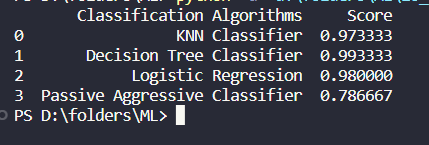 Classification Algorithms Score
0 KNN Classifier 0.973333
1 Decision Tree Classifier 0.993333
2 Logistic Regression 0.980000
3 Passive Aggressive Classifier 0.786667
PS D:\folders\ML>